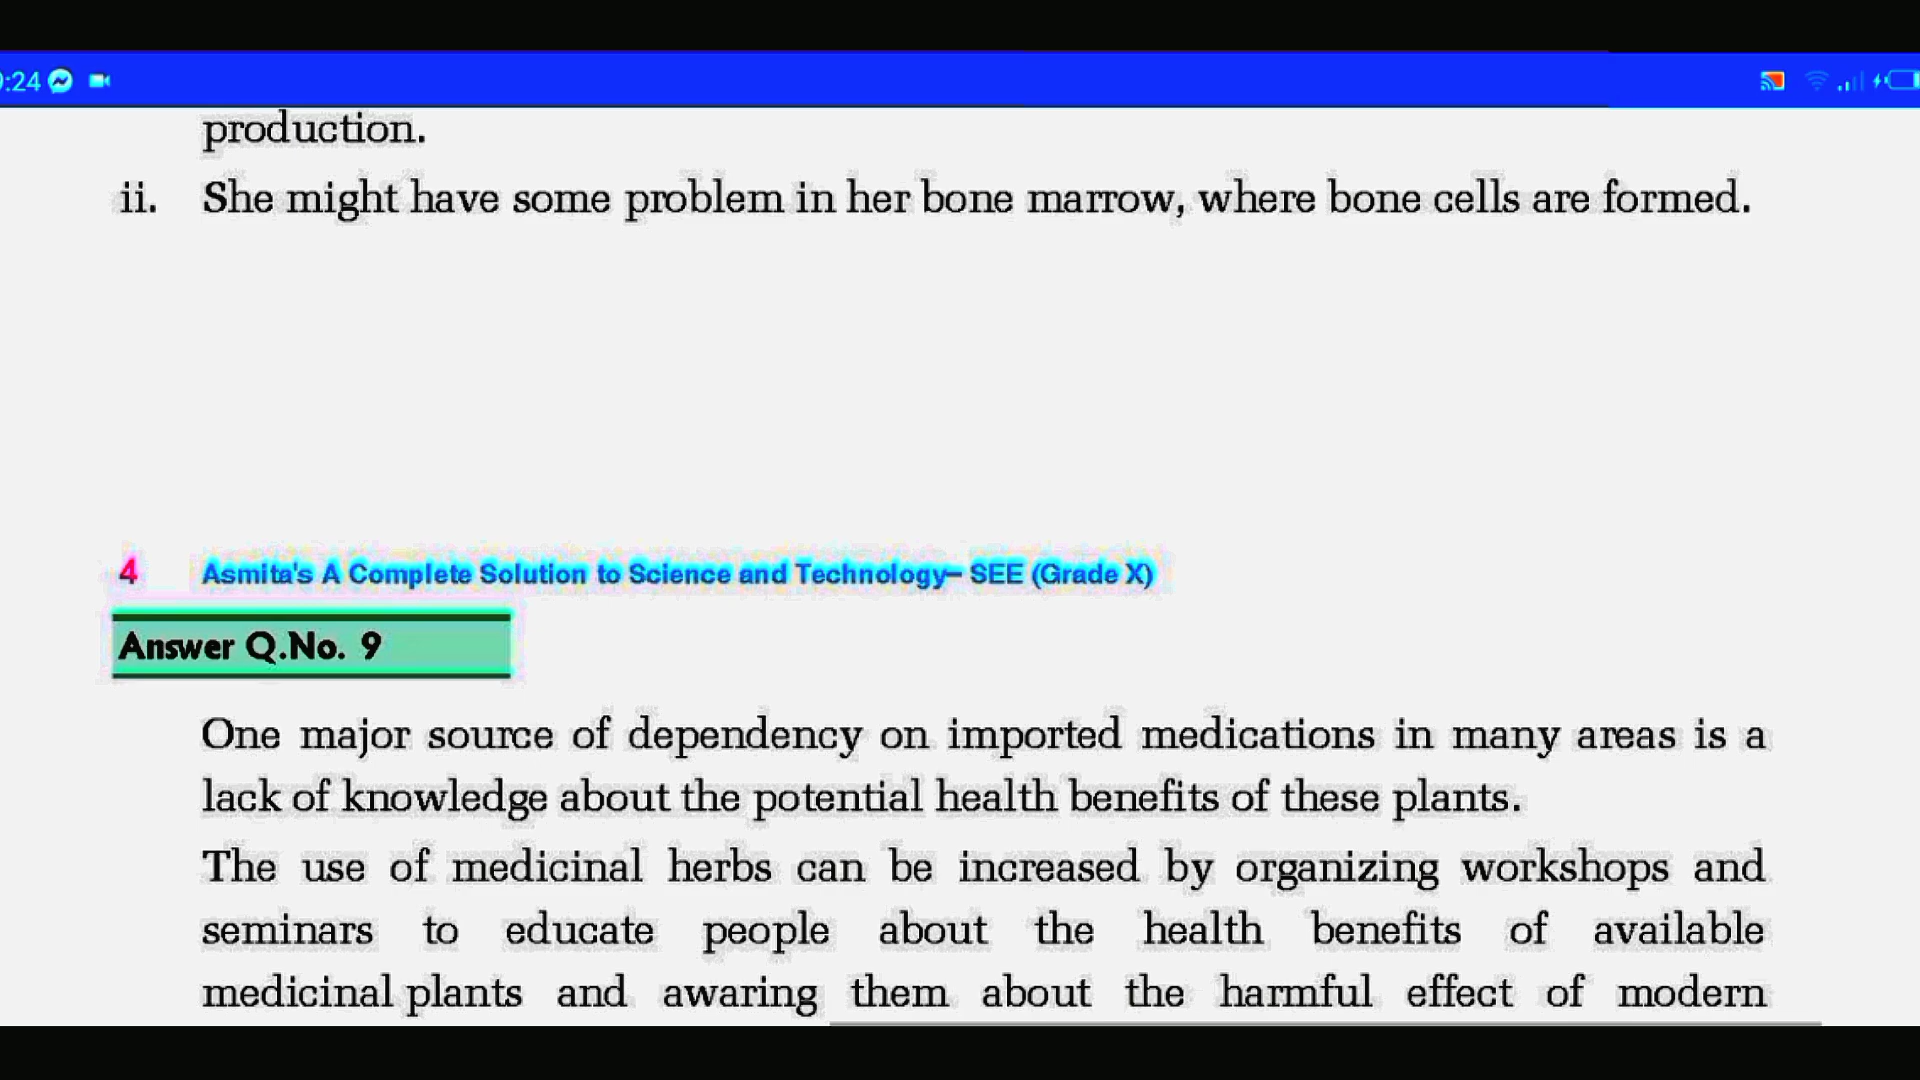 :24
production.
ii. She might have some problem in her bone marrow, where bone cells are formed.
4 Asmita's A Complete Solution to Science and Technology– SEE (Grade X)
Answer Q.No. 9
One major source of dependency on imported medications in many areas is a
lack of knowledge about the potential health benefits of these plants.
The use of medicinal herbs can be increased by organizing workshops and
seminars to educate people about the health benefits of available
medicinal plants and awaring them about the harmful effect of modern